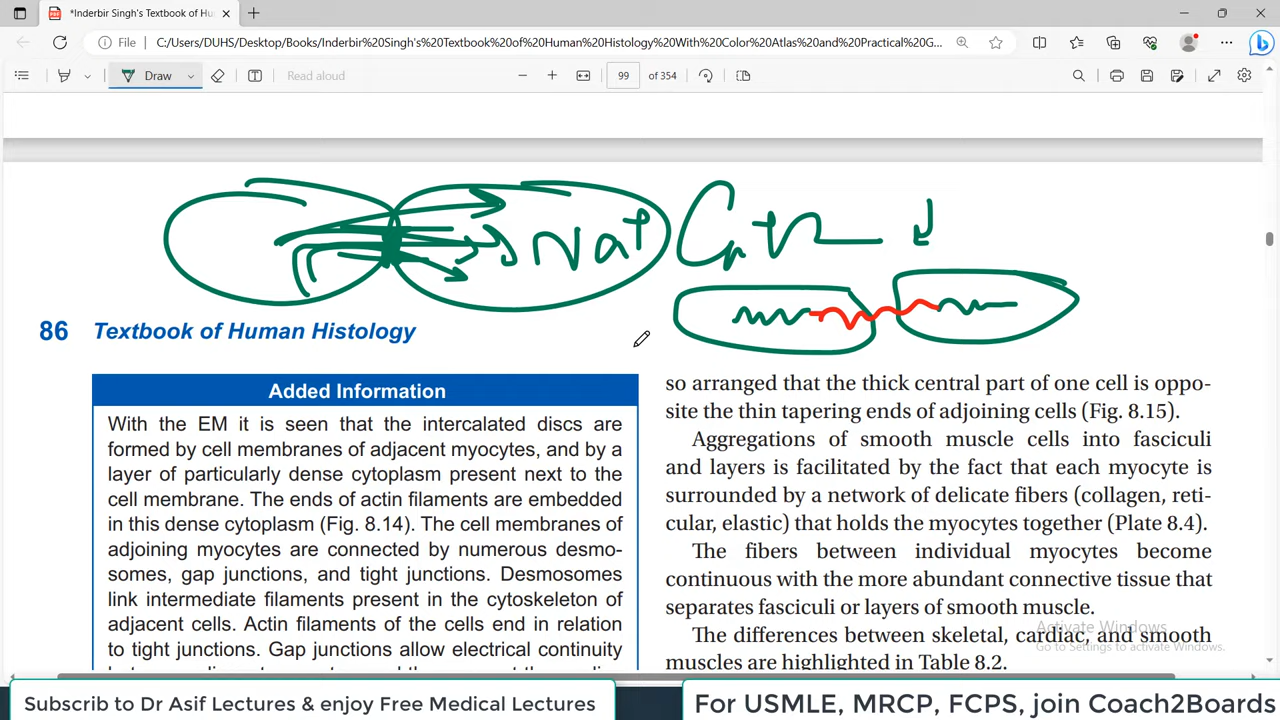 *Inderbir Singh's Textbook of Hu
File
C:/Users/DUHS/Desktop/Books/Inderbir%20Singh's%20Textbook%20of%20Human%20Histology%20With%20Color%20Atlas%20and%20Practical%20G...
Draw
Read aloud
99 of 354
Na+
86 Textbook of Human Histology
Added Information
With the EM it is seen that the intercalated discs are
formed by cell membranes of adjacent myocytes, and by a
layer of particularly dense cytoplasm present next to the
cell membrane. The ends of actin filaments are embedded
in this dense cytoplasm (Fig. 8.14). The cell membranes of
adjoining myocytes are connected by numerous desmo-
somes, gap junctions, and tight junctions. Desmosomes
link intermediate filaments present in the cytoskeleton of
adjacent cells. Actin filaments of the cells end in relation
to tight junctions. Gap junctions allow electrical continuity
so arranged that the thick central part of one cell is oppo-
site the thin tapering ends of adjoining cells (Fig. 8.15).
Aggregations of smooth muscle cells into fasciculi
and layers is facilitated by the fact that each myocyte is
surrounded by a network of delicate fibers (collagen, reti-
cular, elastic) that holds the myocytes together (Plate 8.4).
The fibers between individual myocytes become
continuous with the more abundant connective tissue that
separates fasciculi or layers of smooth muscle.
The differences between skeletal, cardiac, and smooth
muscles are highlighted in Table 8.2.
Activate Windows
Go to Settings to activate Windows.
Subscrib to Dr Asif Lectures & enjoy Free Medical Lectures
For USMLE, MRCP, FCPS, join Coach2Boards